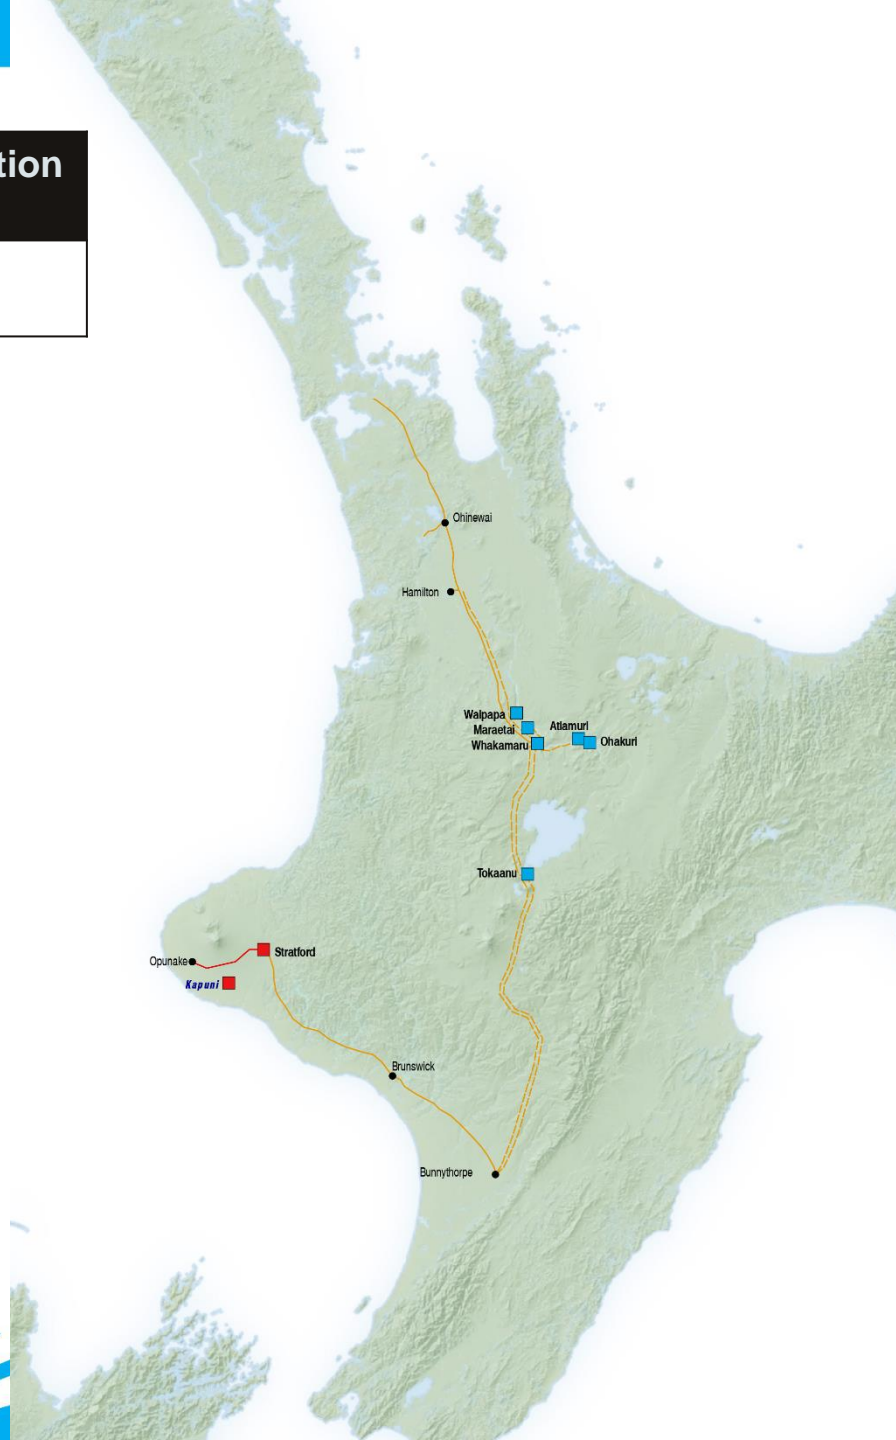 tion
Ohinewai
Hamilton
Waipapa
Maraetai
Atiamuri
Whakamaru
Ohakuri
Tokaanu
Stratford
Opunake
Kapuni
Brunswick
Bunnythorpe